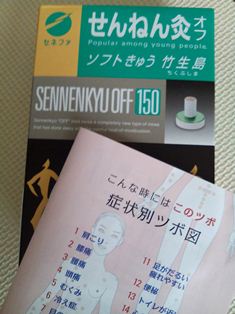 せんねん灸オフ
Popular among young people.
セネファ
ソフトきゅう 竹生島
ちくぶしま
SENNENKYU OFF 150
こんな時にはこのツボ
症状別ツボ図
1 肩こり
2 腰痛
3 膝痛
4 頭痛
5 むくみ
6 冷え症
11 足がだるい
疲れやすい
12 便秘
13 トイレが近
14